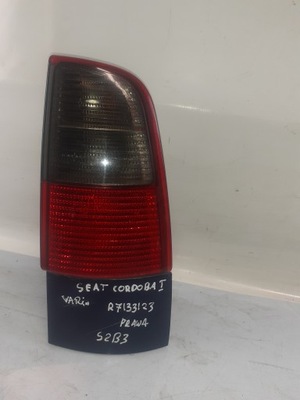 SEAT CORDOBA I
VARIO R7133123
PRAWA
S2B3